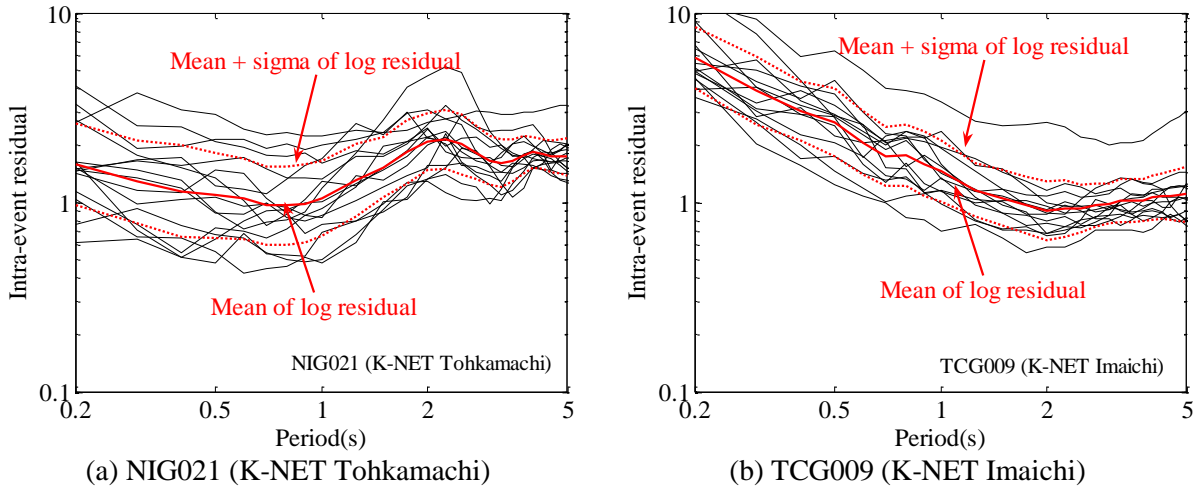 10
Mean + sigma of log residual
Intra-event residual
1
Mean of log residual
NIG021 (K-NET Tohkamachi)
0.1
0.2 0.5 1 2 5
Period(s)
(a) NIG021 (K-NET Tohkamachi)
10
Mean + sigma of log residual
Intra-event residual
1
Mean of log residual
TCG009 (K-NET Imaichi)
0.1
0.2 0.5 1 2 5
Period(s)
(b) TCG009 (K-NET Imaichi)